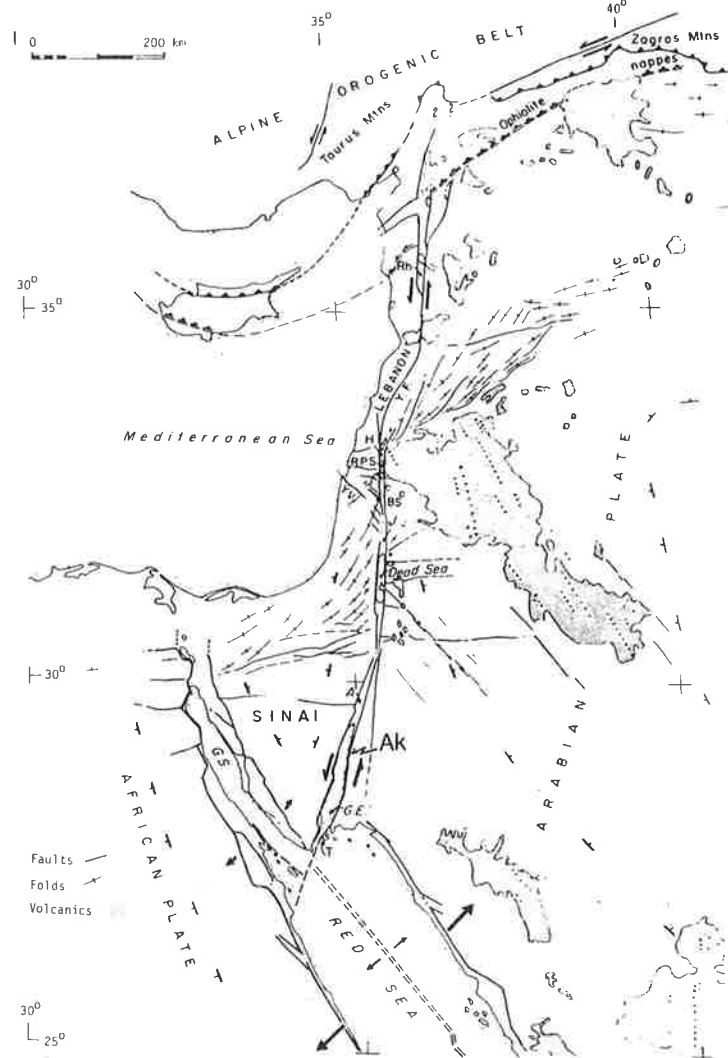 1
0 200 km
35°
40°
ALPINE OROGENIC BELT
Zagros Mtns
nappes
Ophiolite
Taurus Mtns
Rh
30°
35°
LEBANON
Y.F.
Mediterranean Sea
H
RPS
YV
BS
PLATE
Dead Sea
30°
A
SINAI
Ak
GS
G.E.
T
ARABIAN
AFRICAN PLATE
RED SEA
Faults
Folds
Volcanics
30°
25°